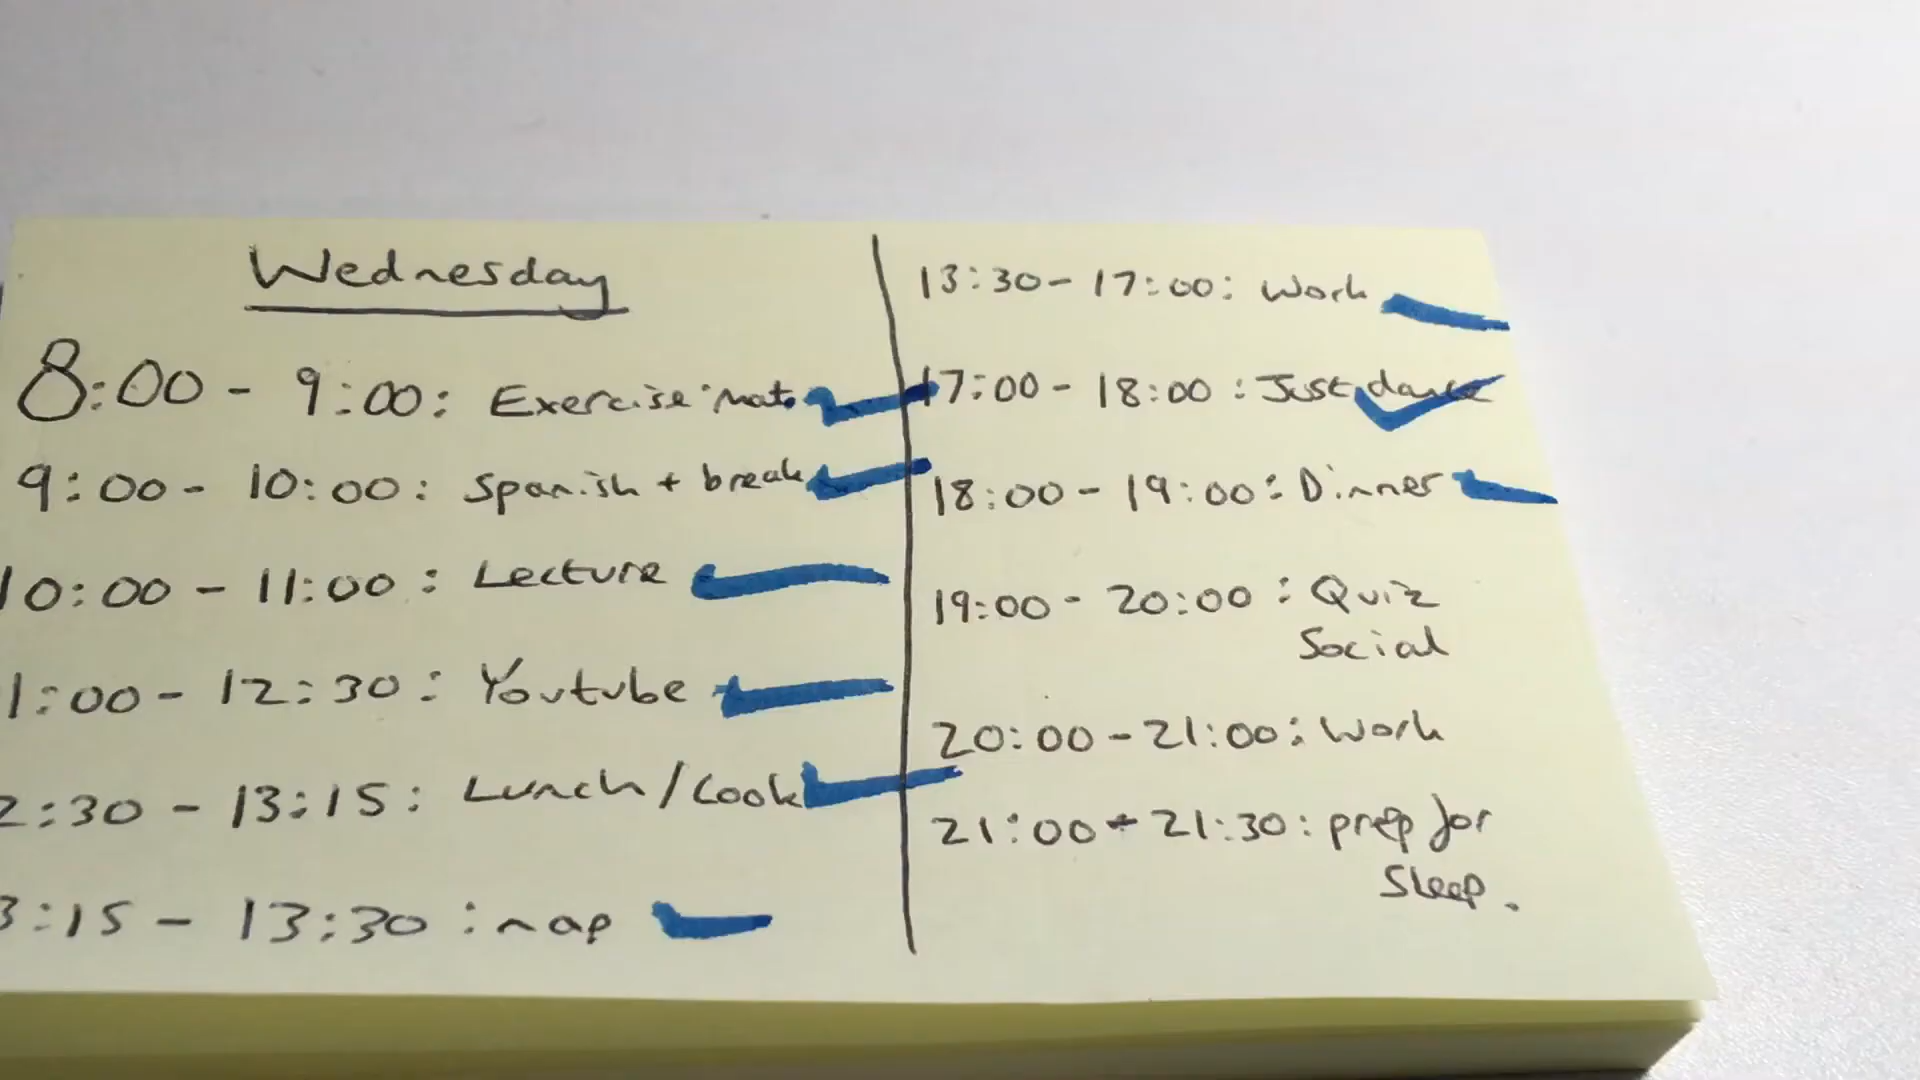 Wednesday
8:00 - 9:00: Exercise mat.
9:00 - 10:00: Spanish + break
10:00 - 11:00: Lecture
1:00 - 12:30: Youtube
2:30 - 13:15: Lunch/Cook
3:15 - 13:30: nap
13:30 - 17:00: Work
17:00 - 18:00: Just dance
18:00 - 19:00: Dinner
19:00 - 20:00: Quiz
Social
20:00 - 21:00: Work
21:00 - 21:30: prep for
Sleep.